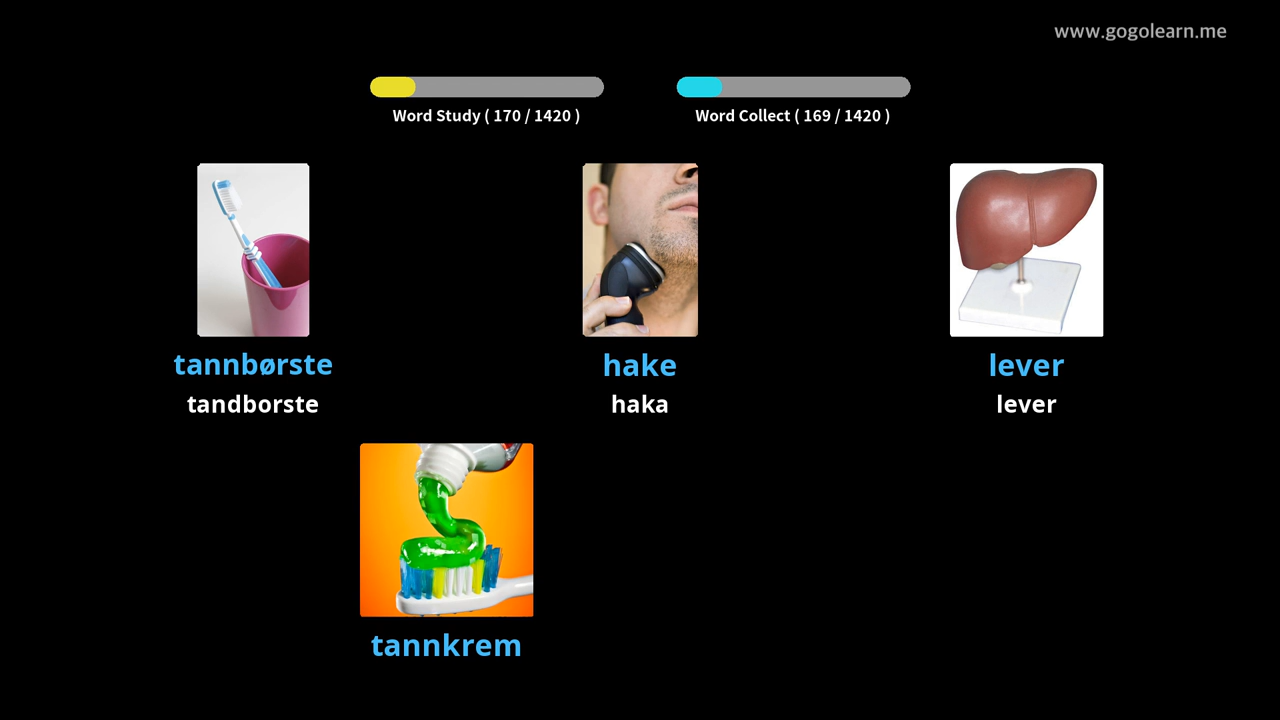 www.gogolearn.me
Word Study ( 170 / 1420 )
Word Collect ( 169 / 1420 )
tannbørste
hake
lever
tandborste
haka
lever
tannkrem